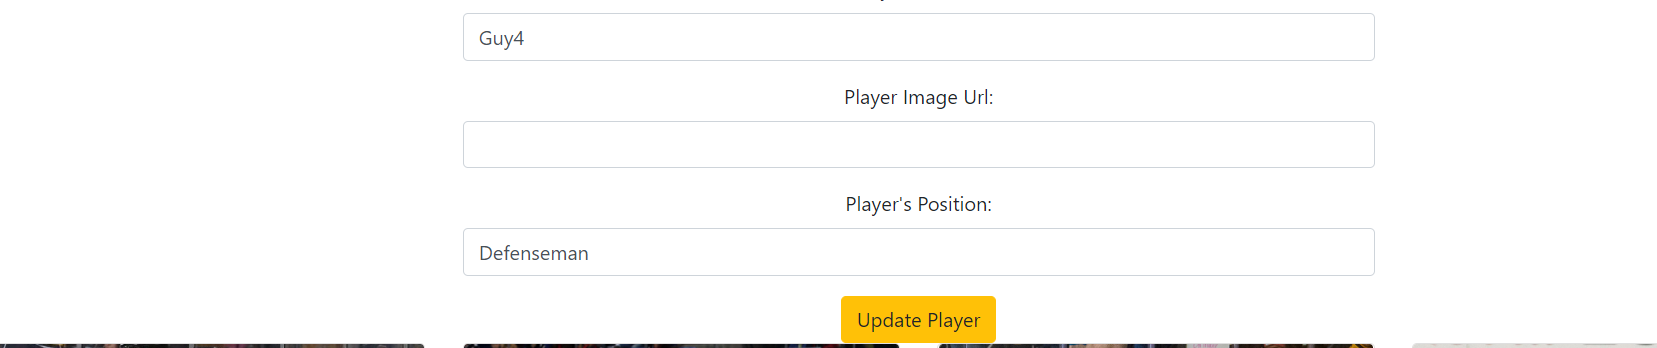 Guy4
Player Image Url:
Player's Position:
Defenseman
Update Player